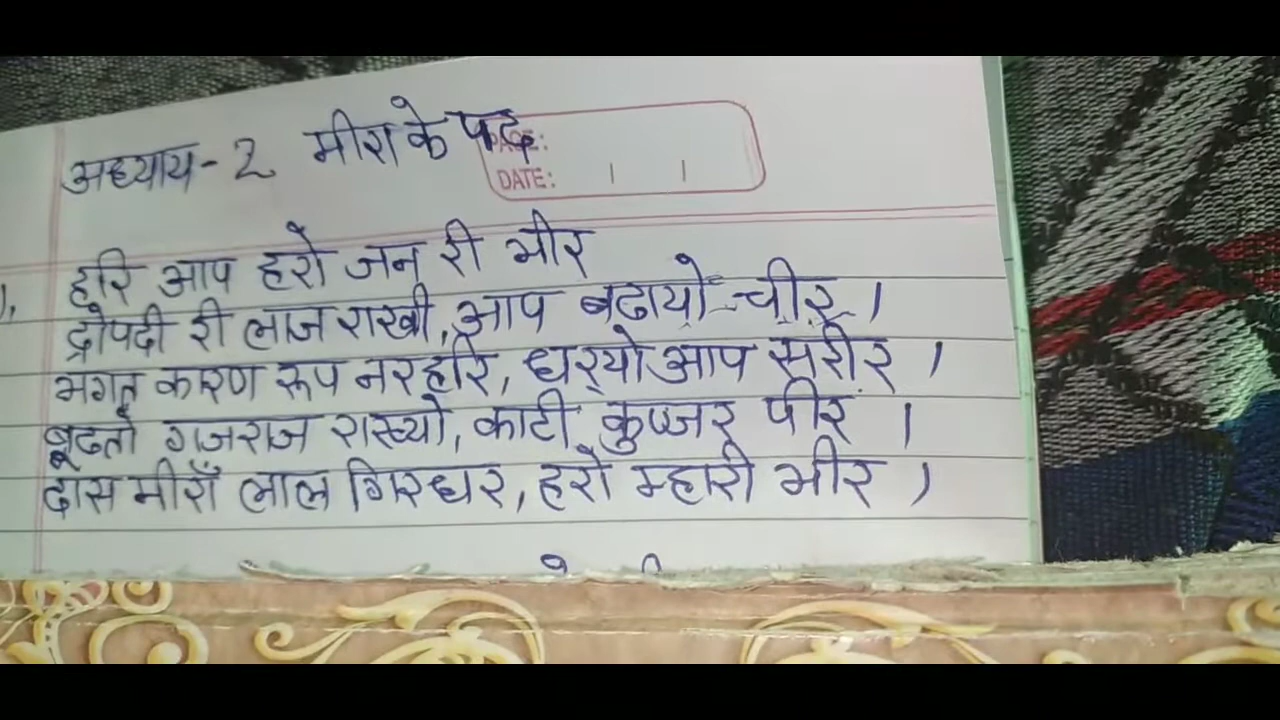 अध्याय-2 मीरा के पद
PAGE:
DATE:
1. हरि आप हरो जन री भीर
द्रोपदी री लाज राखी, आप बढायो चीर।
भगत कारण रूप नरहरि, धर्‌यो आप सरीर।
बूढतो गजराज राख्यो, काटी कुण्जर पीर।
दास मीराँ लाल गिरधर, हरो म्हारी भीर।